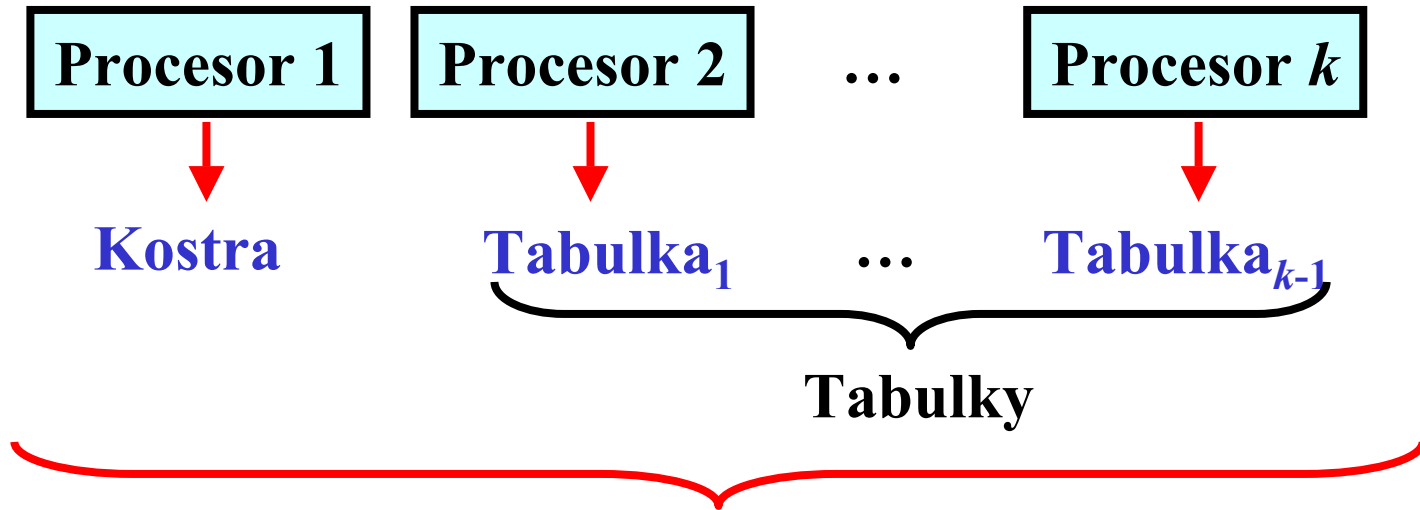 Procesor 1 Procesor 2 ... Procesor k
Kostra Tabulka₁ ... Tabulkaₖ₋₁
Tabulky